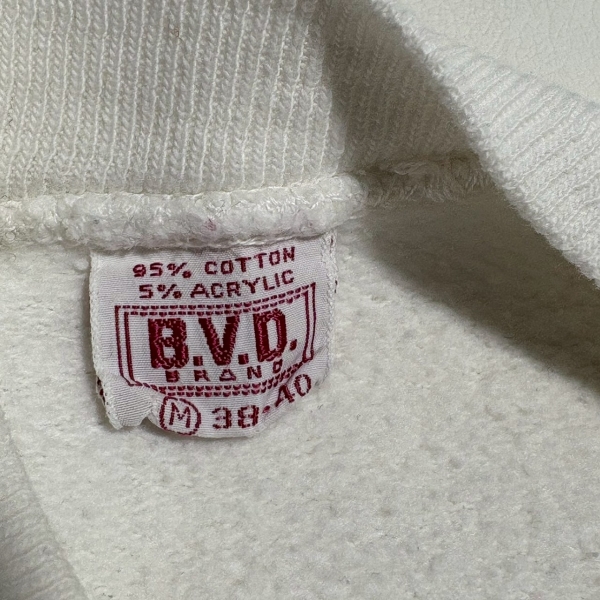 95% COTTON
5% ACRYLIC
B.V.D.
BRAND
M 38-40